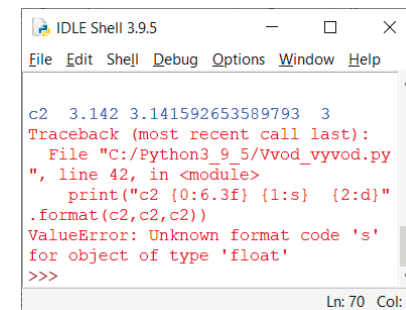 IDLE Shell 3.9.5
File Edit Shell Debug Options Window Help
c2  3.142 3.141592653589793  3
Traceback (most recent call last):
  File "C:/Python3_9_5/Vvod_vyvod.py
", line 42, in <module>
    print("c2 {0:6.3f} {1:s}  {2:d}"
.format(c2,c2,c2))
ValueError: Unknown format code 's'
for object of type 'float'
>>>
Ln: 70 Col: